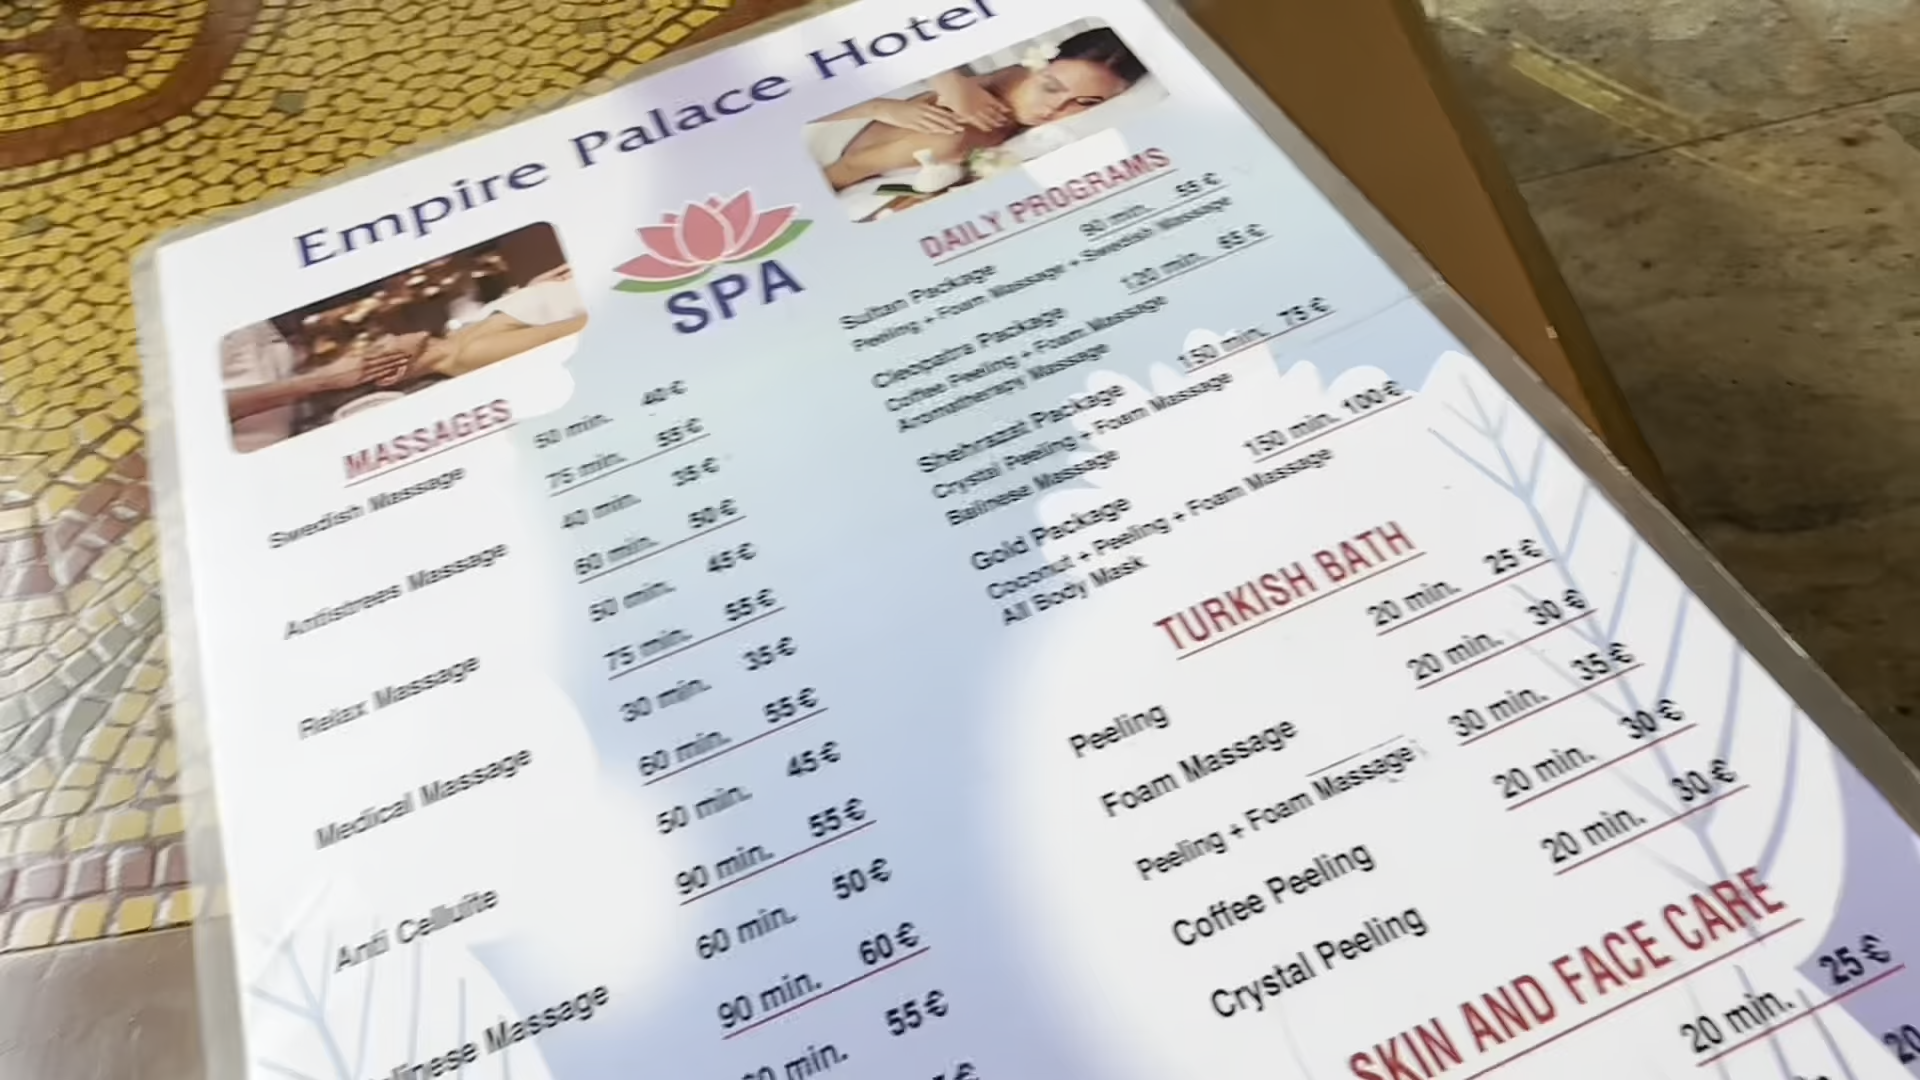 Empire Palace Hotel
SPA
MASSAGES
Swedish Massage
50 min. 40 €
75 min. 55 €
Antistrees Massage
40 min. 35 €
60 min. 50 €
Relax Massage
50 min. 45 €
75 min. 55 €
Medical Massage
30 min. 35 €
60 min. 55 €
Anti Celluite
50 min. 45 €
90 min. 55 €
Massage
60 min. 50 €
90 min. 60 €
min. 55 €
DAILY PROGRAMS
Sultan Package 90 min. 55 €
Peeling + Foam Massage + Swedish Massage
Cleopatra Package 120 min. 65 €
Coffee Peeling + Foam Massage
Aromatherapy Massage
Shehrazat Package 150 min. 75 €
Crystal Peeling + Foam Massage
Balinese Massage
Gold Package 150 min. 100 €
Coconut + Peeling + Foam Massage
All Body Mask
TURKISH BATH
Peeling 20 min. 25 €
Foam Massage 20 min. 30 €
Peeling + Foam Massage 30 min. 35 €
Coffee Peeling 20 min. 30 €
Crystal Peeling 20 min. 30 €
SKIN AND FACE CARE
20 min. 25 €